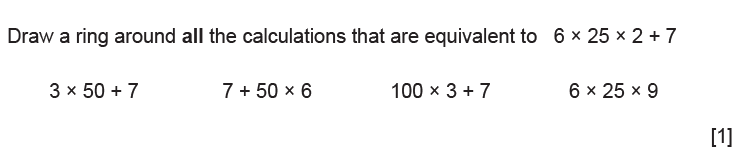 Draw a ring around all the calculations that are equivalent to 6 × 25 × 2 + 7
3 × 50 + 7 7 + 50 × 6 100 × 3 + 7 6 × 25 × 9
[1]